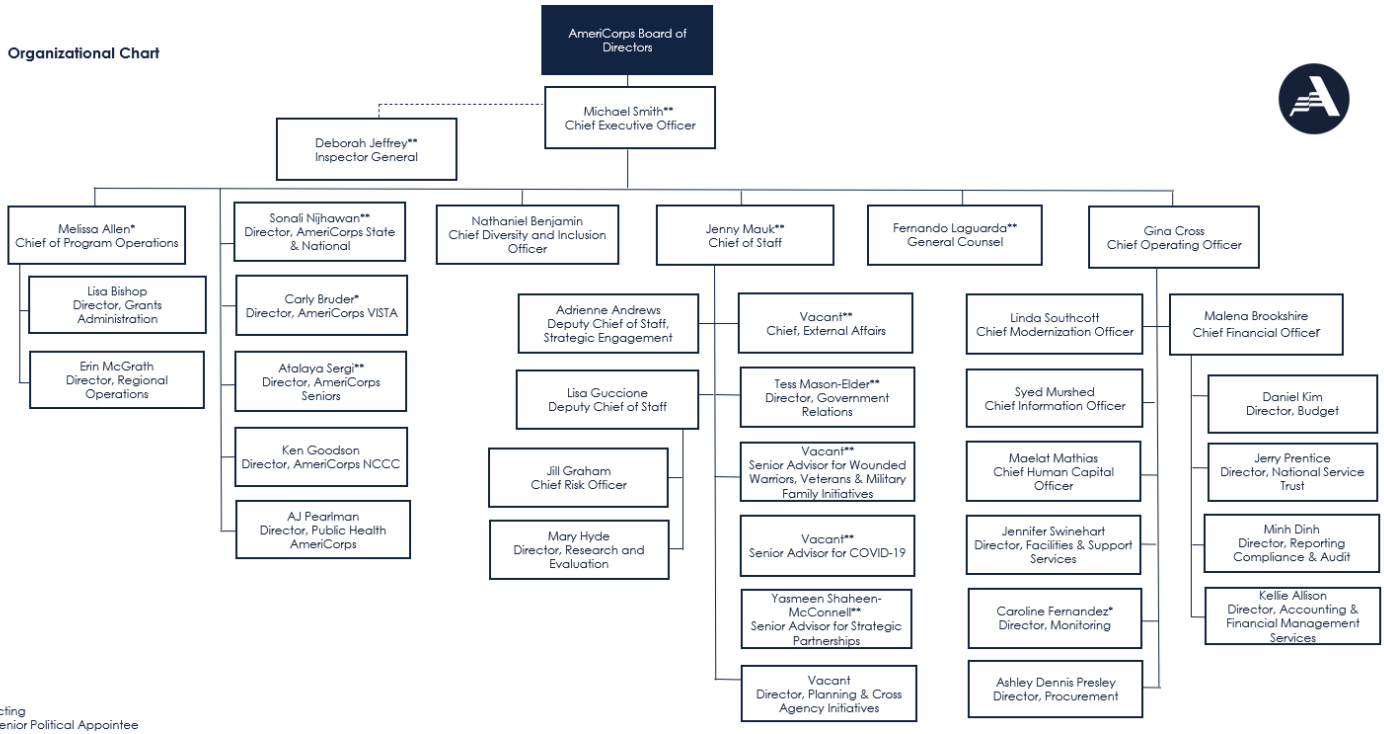 Organizational Chart
AmeriCorps Board of
Directors
Michael Smith**
Chief Executive Officer
Deborah Jeffrey**
Inspector General
Melissa Allen*
Chief of Program Operations
Lisa Bishop
Director, Grants
Administration
Erin McGrath
Director, Regional
Operations
Sonali Nijhawan**
Director, AmeriCorps State
& National
Carly Bruder*
Director, AmeriCorps VISTA
Atalaya Sergi**
Director, AmeriCorps
Seniors
Ken Goodson
Director, AmeriCorps NCCC
AJ Pearlman
Director, Public Health
AmeriCorps
Nathaniel Benjamin
Chief Diversity and Inclusion
Officer
Jenny Mauk**
Chief of Staff
Adrienne Andrews
Deputy Chief of Staff,
Strategic Engagement
Lisa Guccione
Deputy Chief of Staff
Jill Graham
Chief Risk Officer
Mary Hyde
Director, Research and
Evaluation
Vacant**
Chief, External Affairs
Tess Mason-Elder**
Director, Government
Relations
Vacant**
Senior Advisor for Wounded
Warriors, Veterans & Military
Family Initiatives
Vacant**
Senior Advisor for COVID-19
Yasmeen Shaheen-
McConnell**
Senior Advisor for Strategic
Partnerships
Vacant
Director, Planning & Cross
Agency Initiatives
Fernando Laguarda**
General Counsel
Gina Cross
Chief Operating Officer
Linda Southcott
Chief Modernization Officer
Syed Murshed
Chief Information Officer
Maelat Mathias
Chief Human Capital
Officer
Jennifer Swinehart
Director, Facilities & Support
Services
Caroline Fernandez*
Director, Monitoring
Ashley Dennis Presley
Director, Procurement
Malena Brookshire
Chief Financial Officer
Daniel Kim
Director, Budget
Jerry Prentice
Director, National Service
Trust
Minh Dinh
Director, Reporting
Compliance & Audit
Kellie Allison
Director, Accounting &
Financial Management
Services
cting
enior Political Appointee